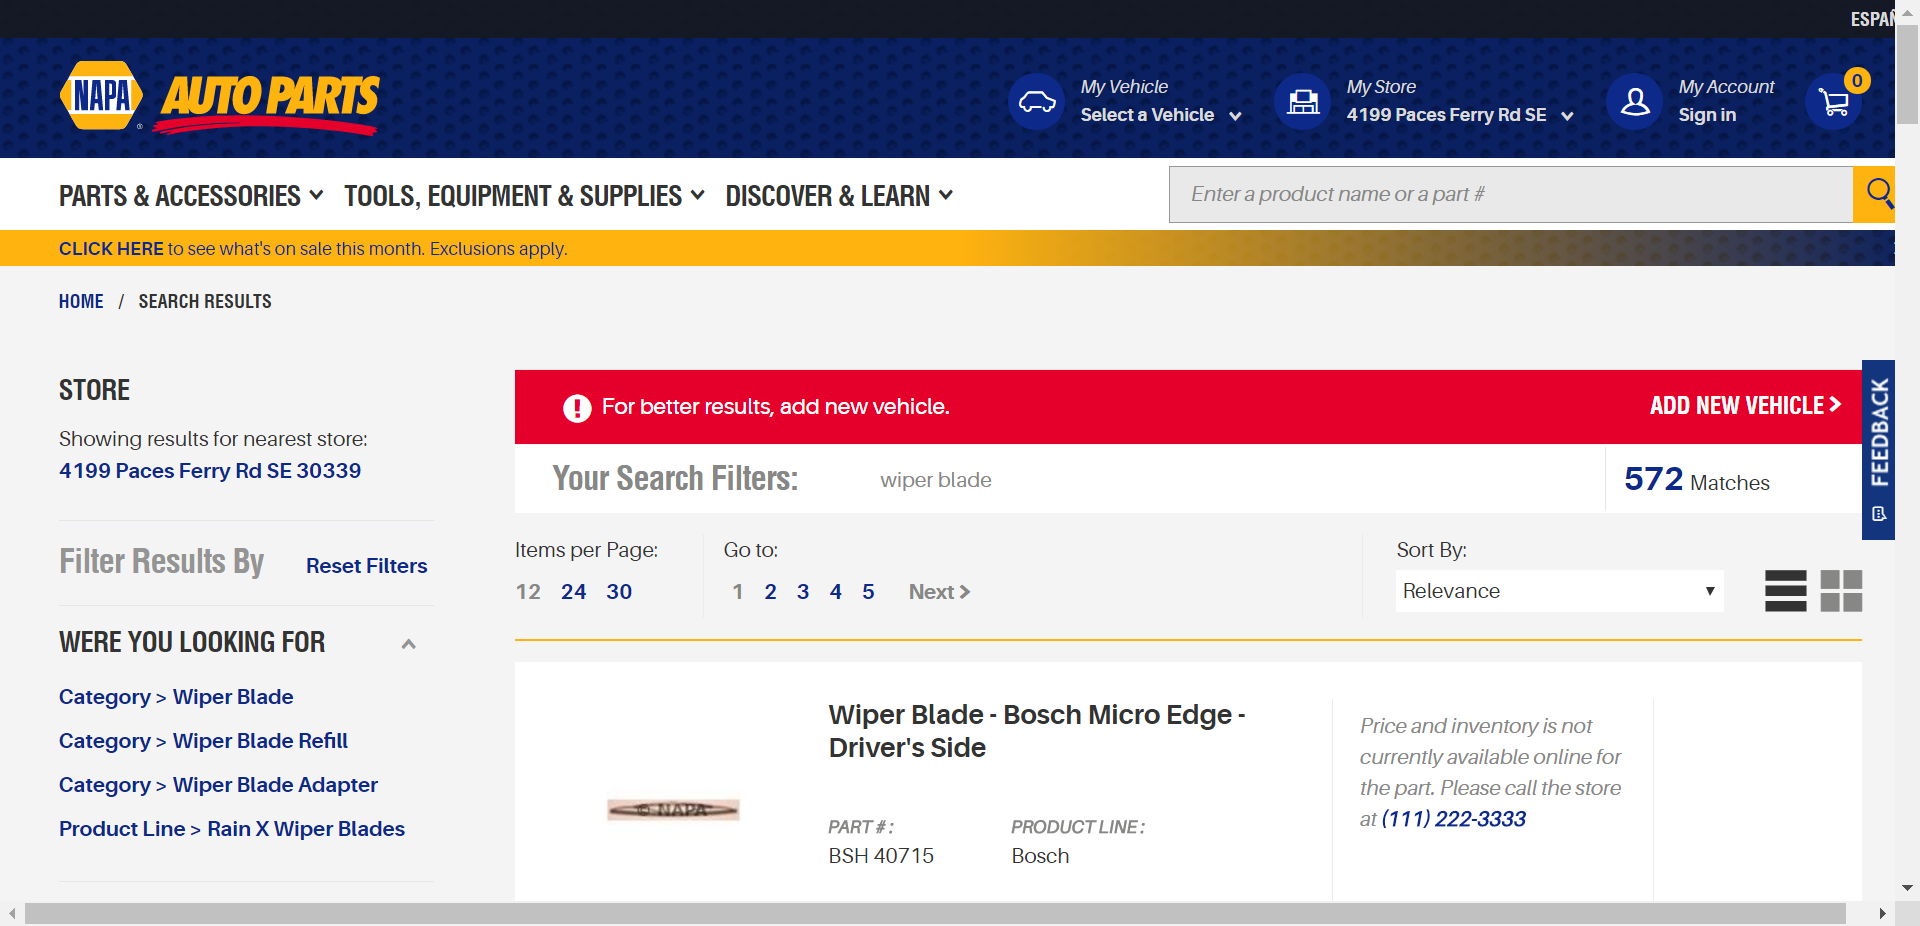 ESPAÑ
NAPA AUTO PARTS
My Vehicle
Select a Vehicle
My Store
4199 Paces Ferry Rd SE
My Account
Sign in
0
PARTS & ACCESSORIES
TOOLS, EQUIPMENT & SUPPLIES
DISCOVER & LEARN
Enter a product name or a part #
CLICK HERE to see what's on sale this month. Exclusions apply.
HOME / SEARCH RESULTS
STORE
Showing results for nearest store:
4199 Paces Ferry Rd SE 30339
Filter Results By
Reset Filters
WERE YOU LOOKING FOR
Category > Wiper Blade
Category > Wiper Blade Refill
Category > Wiper Blade Adapter
Product Line > Rain X Wiper Blades
For better results, add new vehicle.
ADD NEW VEHICLE >
Your Search Filters:
wiper blade
572 Matches
Items per Page:
12 24 30
Go to:
1 2 3 4 5 Next >
Sort By:
Relevance
Wiper Blade - Bosch Micro Edge -
Driver's Side
© NAPA
PART # :
BSH 40715
PRODUCT LINE :
Bosch
Price and inventory is not
currently available online for
the part. Please call the store
at (111) 222-3333
FEEDBACK